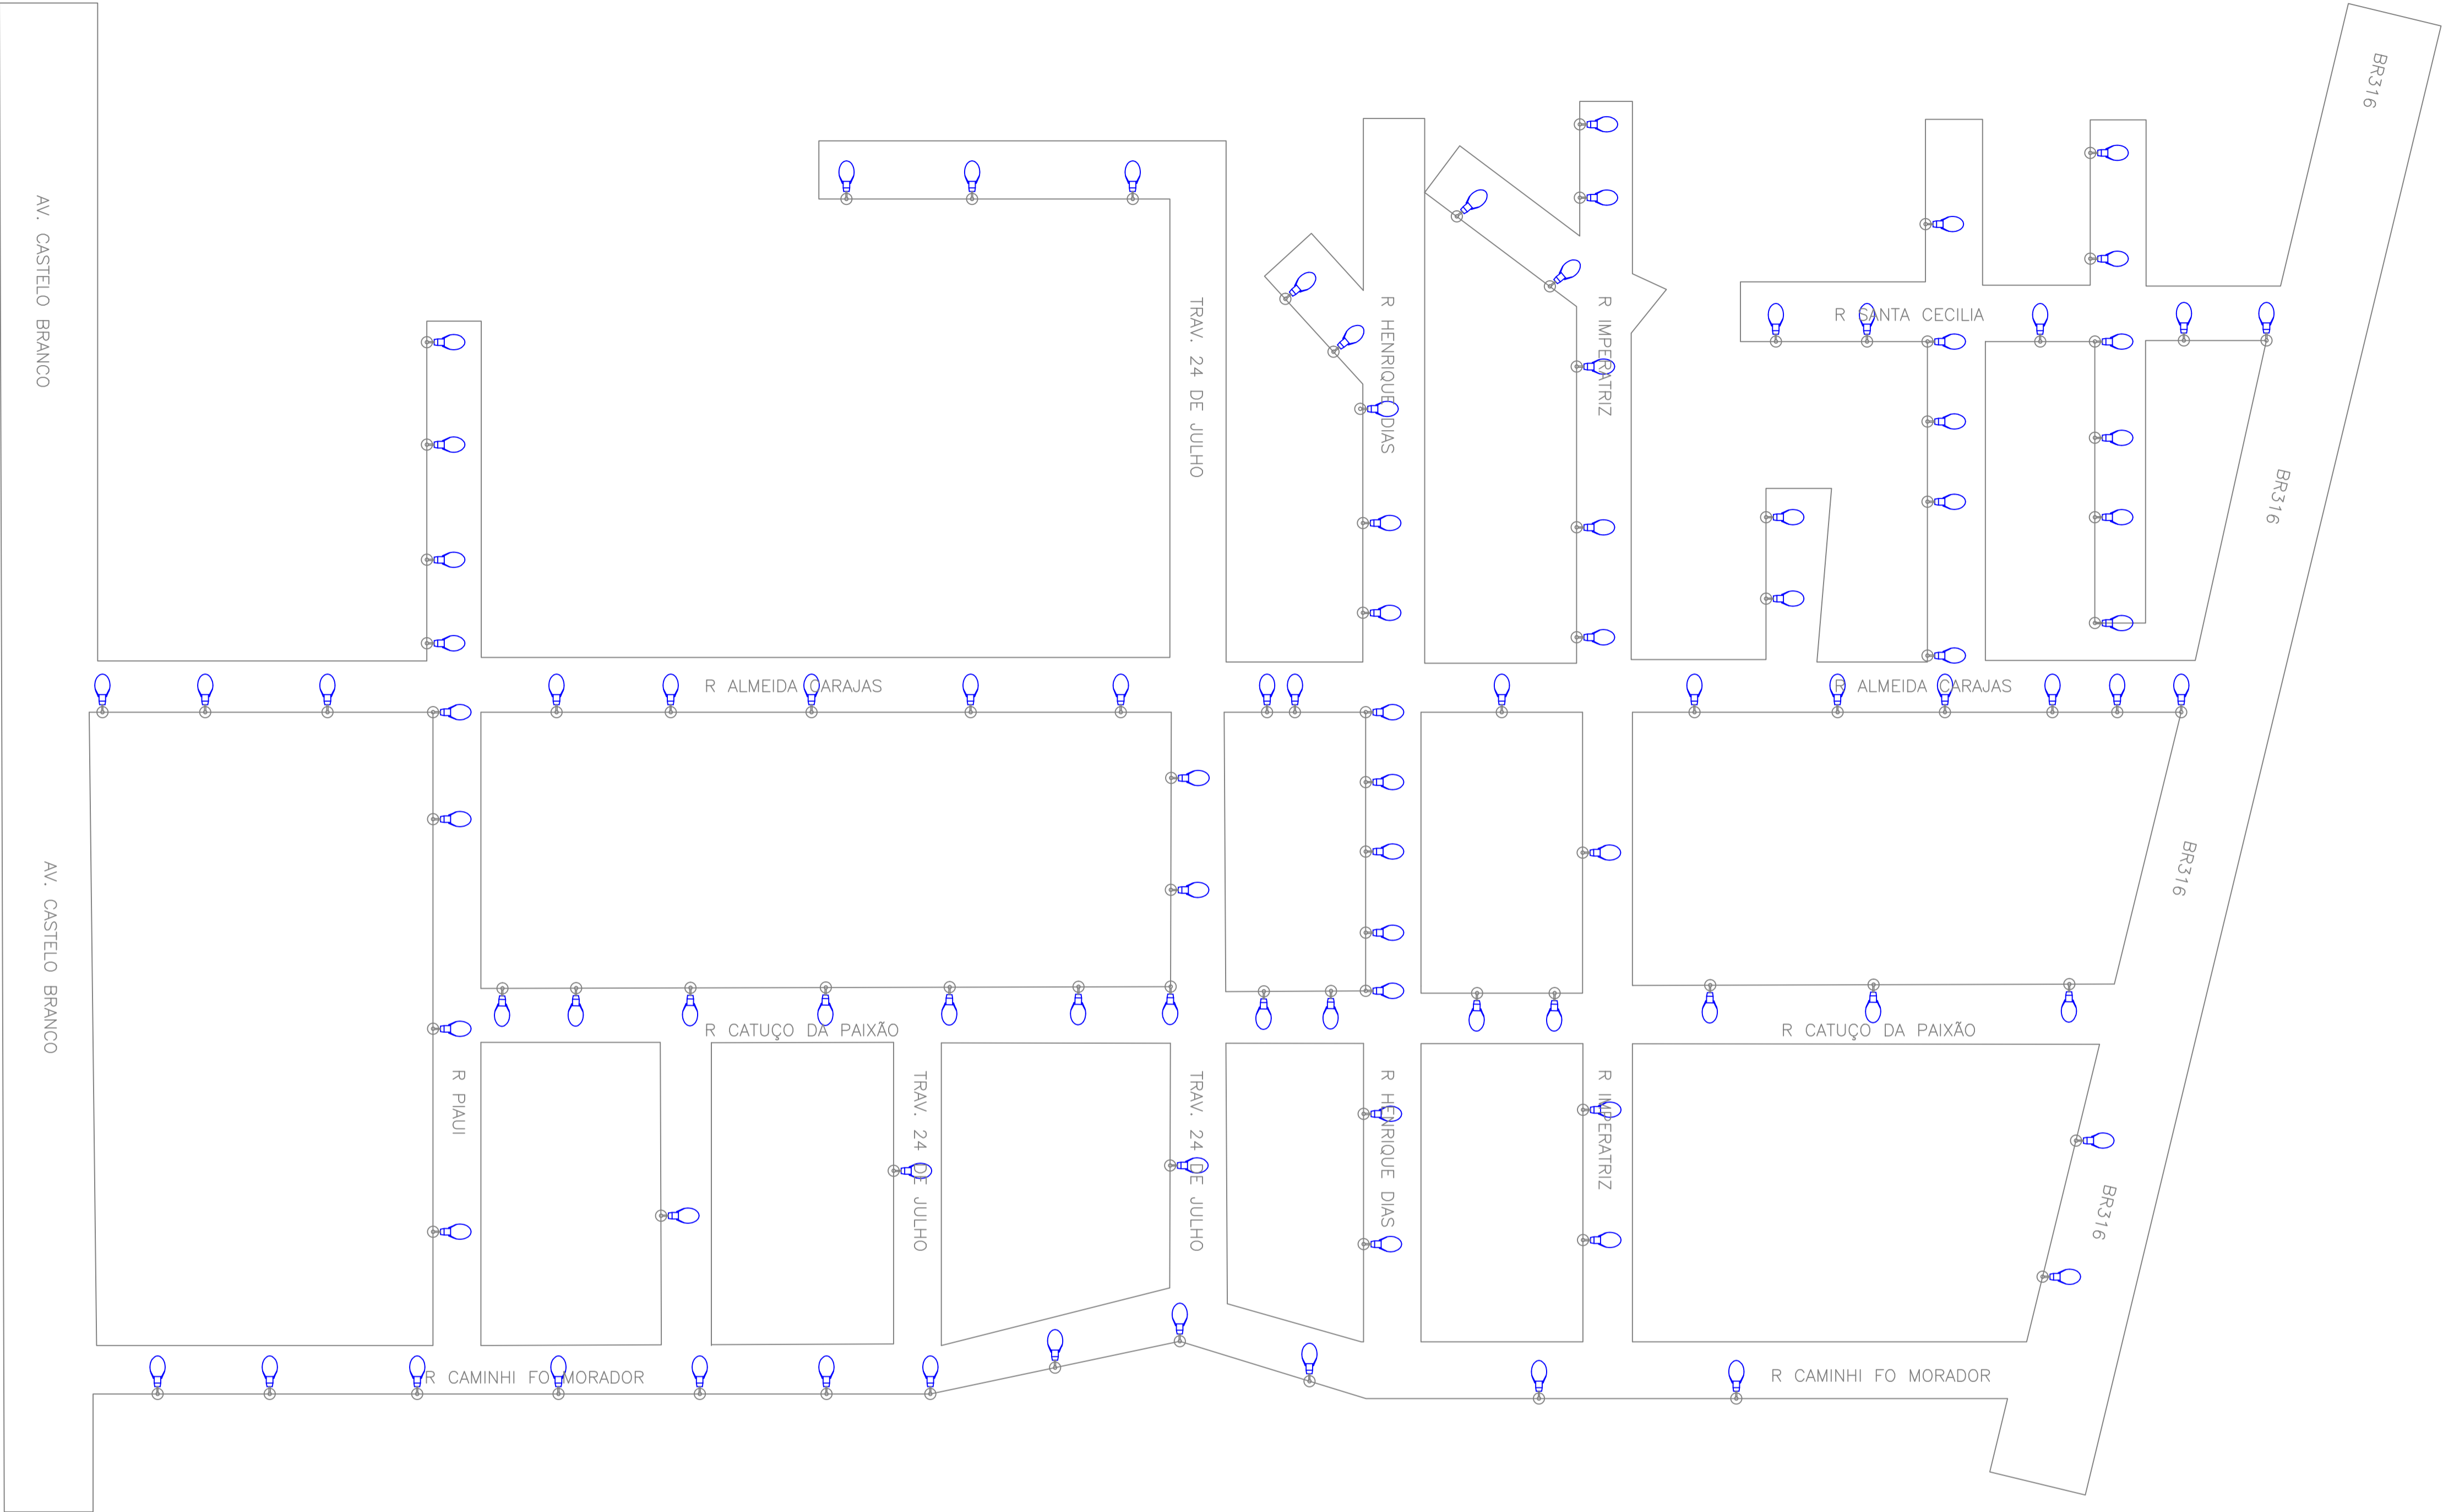 BR316
AV. CASTELO BRANCO
TRAV. 24 DE JULHO
R HENRIQUE DIAS
R IMPERATRIZ
R SANTA CECILIA
BR316
R ALMEIDA CARAJAS
R ALMEIDA CARAJAS
BR316
AV. CASTELO BRANCO
R CATUÇO DA PAIXÃO
R CATUÇO DA PAIXÃO
R PIAUI
TRAV. 24 DE JULHO
TRAV. 24 DE JULHO
R HENRIQUE DIAS
R IMPERATRIZ
BR316
R CAMINHI FO MORADOR
R CAMINHI FO MORADOR